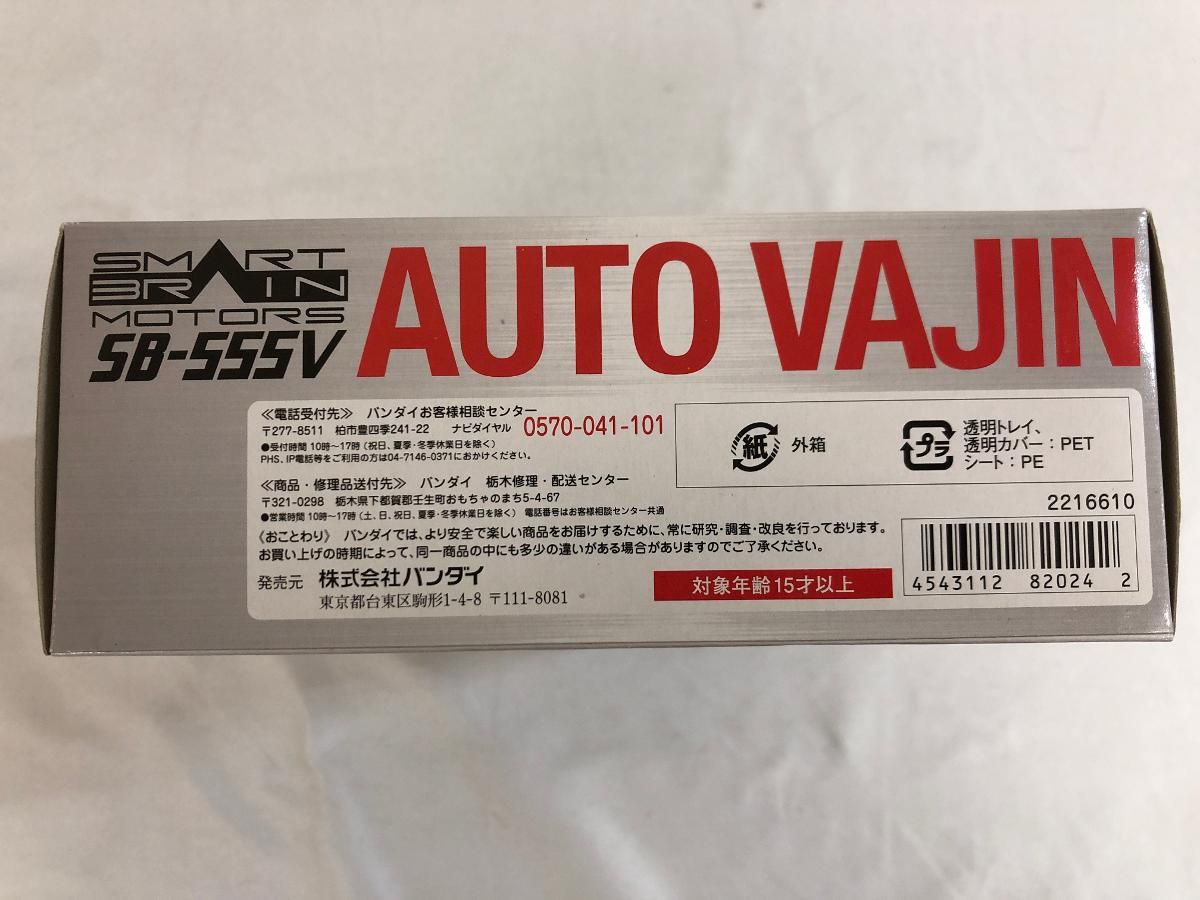 SMART
BRAIN
MOTORS
SB-555V
AUTO VAJIN
≪電話受付先≫ バンダイお客様相談センター
〒277-8511 柏市豊四季241-22 ナビダイヤル 0570-041-101
●受付時間 10時〜17時 (祝日、夏季・冬季休業日を除く)
PHS、IP電話等をご利用の方は04-7146-0371におかけください。
≪商品・修理品送付先≫ バンダイ 栃木修理・配送センター
〒321-0298 栃木県下都賀郡壬生町おもちゃのまち5-4-67
●営業時間 10時〜17時 (土、日、祝日、夏季・冬季休業日を除く) 電話番号はお客様相談センター共通
《おことわり》 バンダイでは、より安全で楽しい商品をお届けするために、常に研究・調査・改良を行っております。
お買い上げの時期によって、同一商品の中にも多少の違いがある場合がありますのでご了承ください。
発売元 株式会社バンダイ
東京都台東区駒形1-4-8 〒111-8081
対象年齢15才以上
紙 外箱
プラ 透明トレイ、
透明カバー：PET
シート：PE
2216610
4543112 82024 2